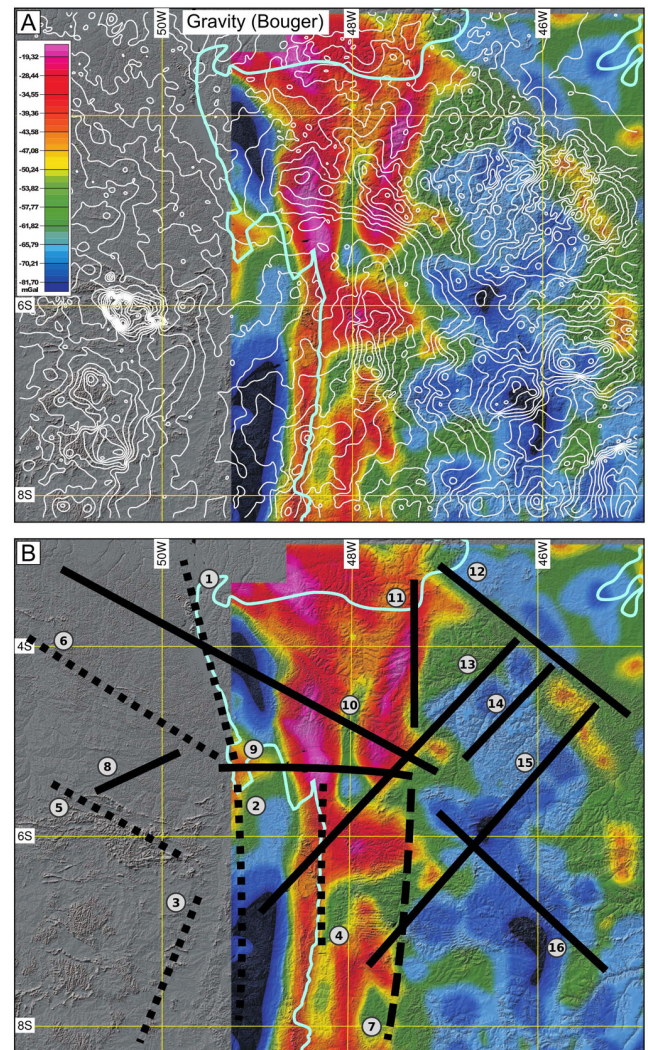 A
50W
Gravity (Bouger)
48W
46W
-19,32
-28,44
-34,55
-39,36
-43,58
-47,08
-50,24
-53,82
-57,77
-61,82
-65,79
-70,21
-81,70
mGal
6S
8S
B
50W
48W
46W
1
12
11
6
4S
13
10
14
9
15
8
5
2
6S
3
4
16
7
8S